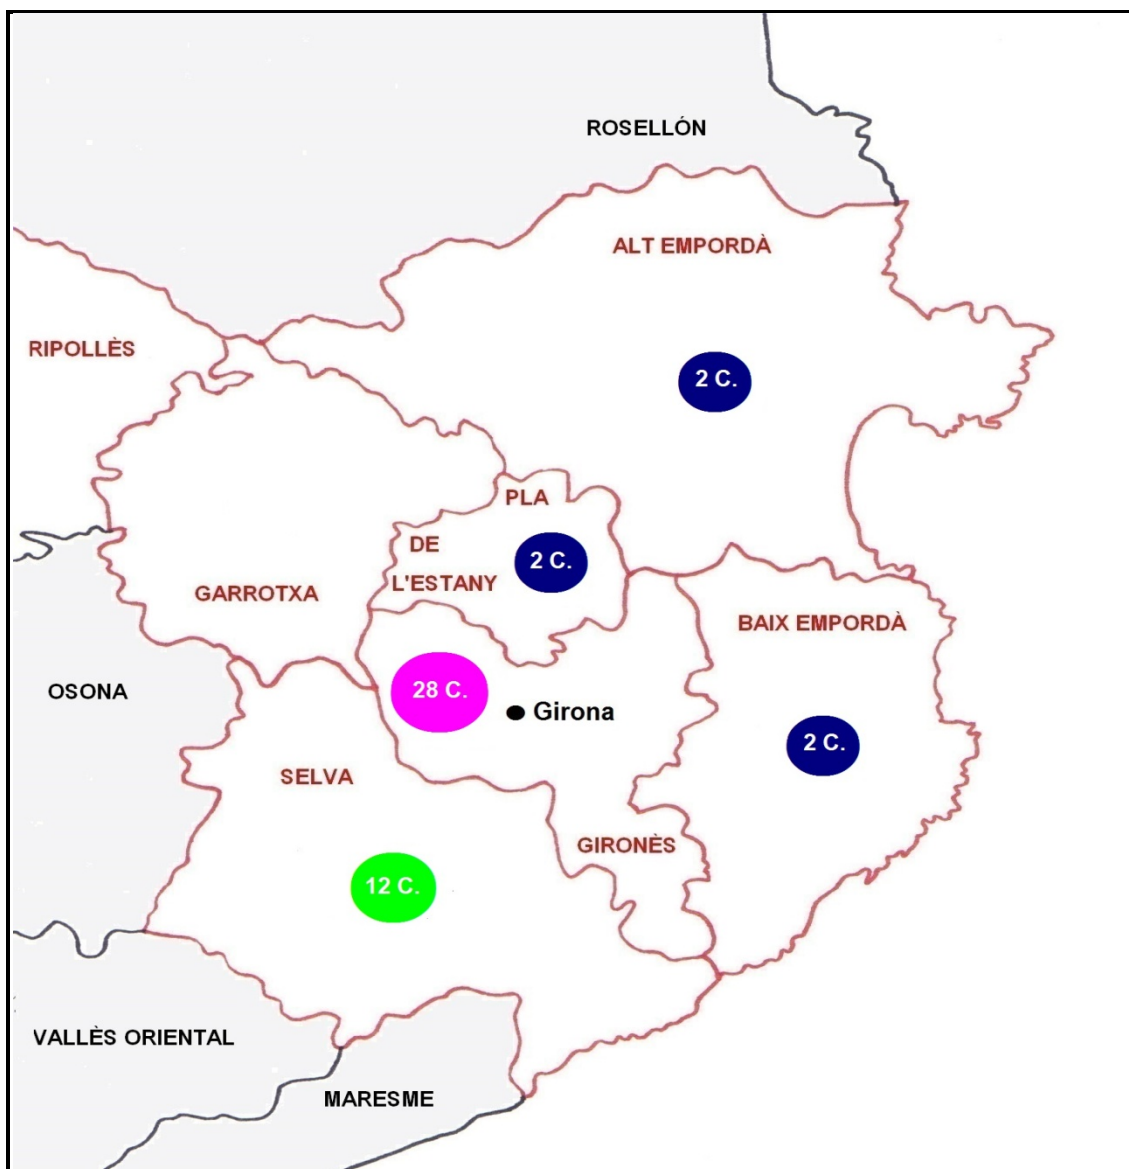 ROSELLÓN
ALT EMPORDÀ
RIPOLLÈS
2 C.
PLA
DE
2 C.
L'ESTANY
GARROTXA
BAIX EMPORDÀ
OSONA
28 C.
Girona
2 C.
SELVA
GIRONÈS
12 C.
VALLÈS ORIENTAL
MARESME